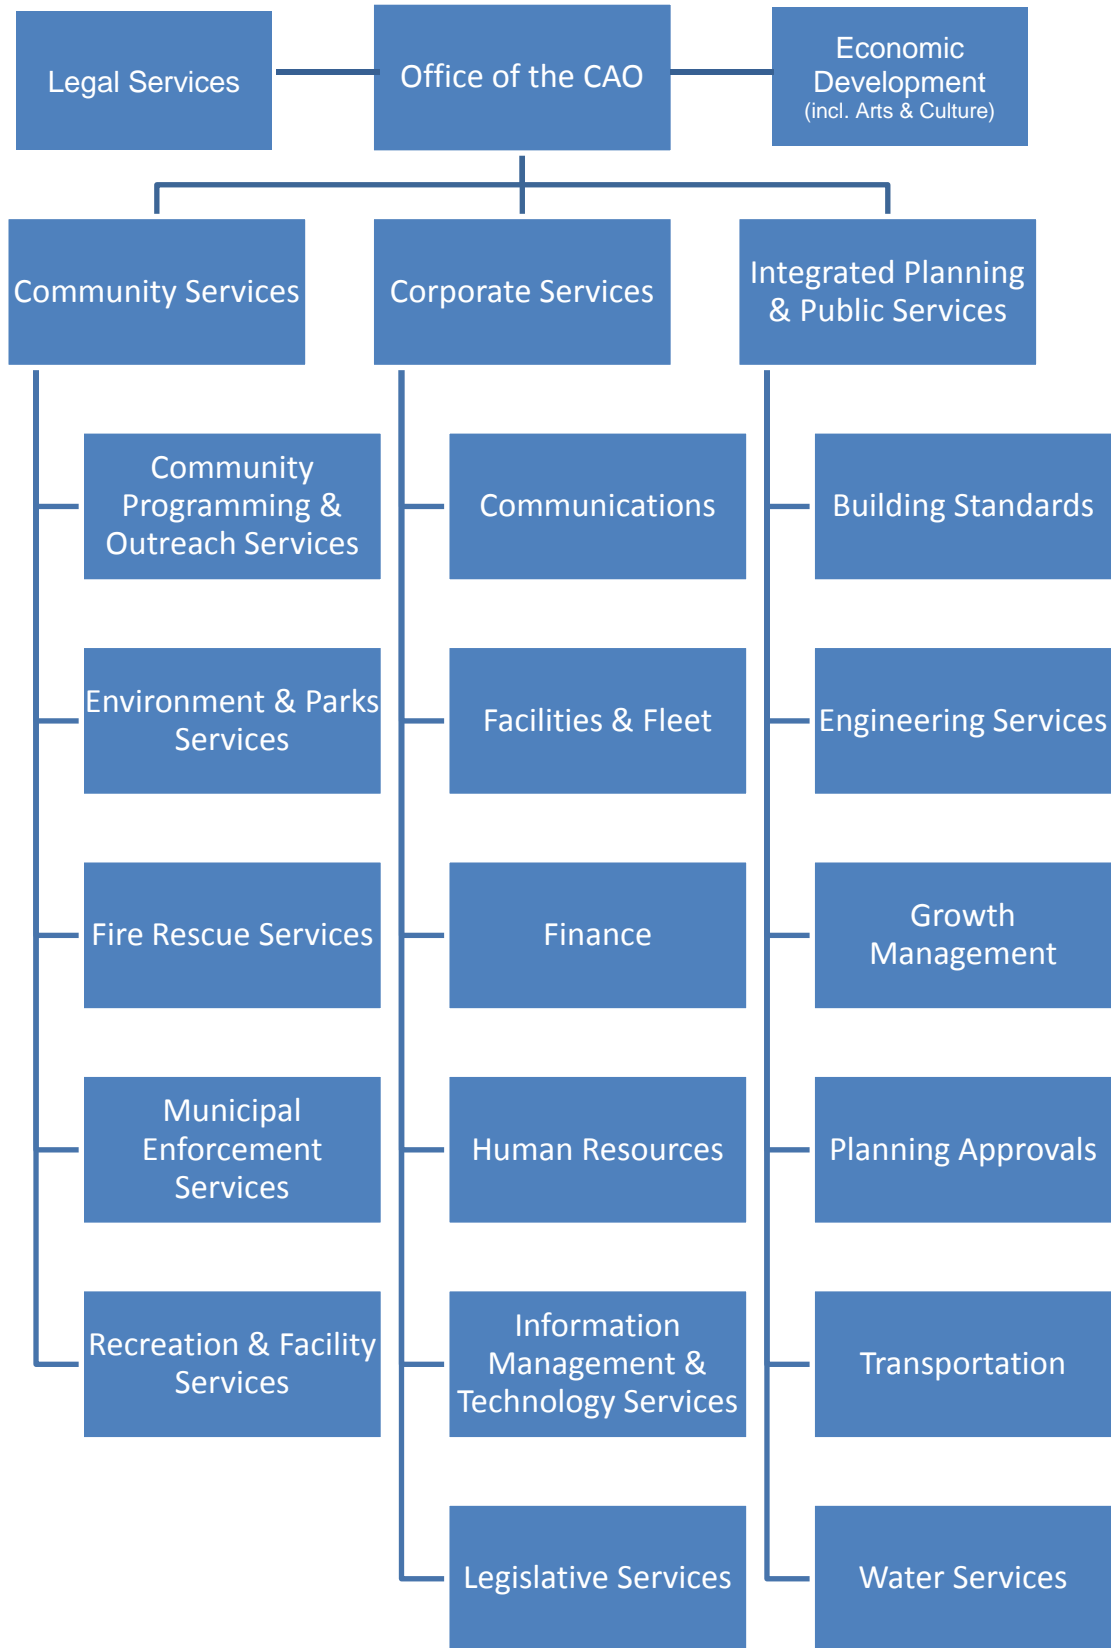 Legal Services
Office of the CAO
Economic
Development
(incl. Arts & Culture)
Community Services
Corporate Services
Integrated Planning
& Public Services
Community
Programming &
Outreach Services
Environment & Parks
Services
Fire Rescue Services
Municipal
Enforcement
Services
Recreation & Facility
Services
Communications
Facilities & Fleet
Finance
Human Resources
Information
Management &
Technology Services
Legislative Services
Building Standards
Engineering Services
Growth
Management
Planning Approvals
Transportation
Water Services